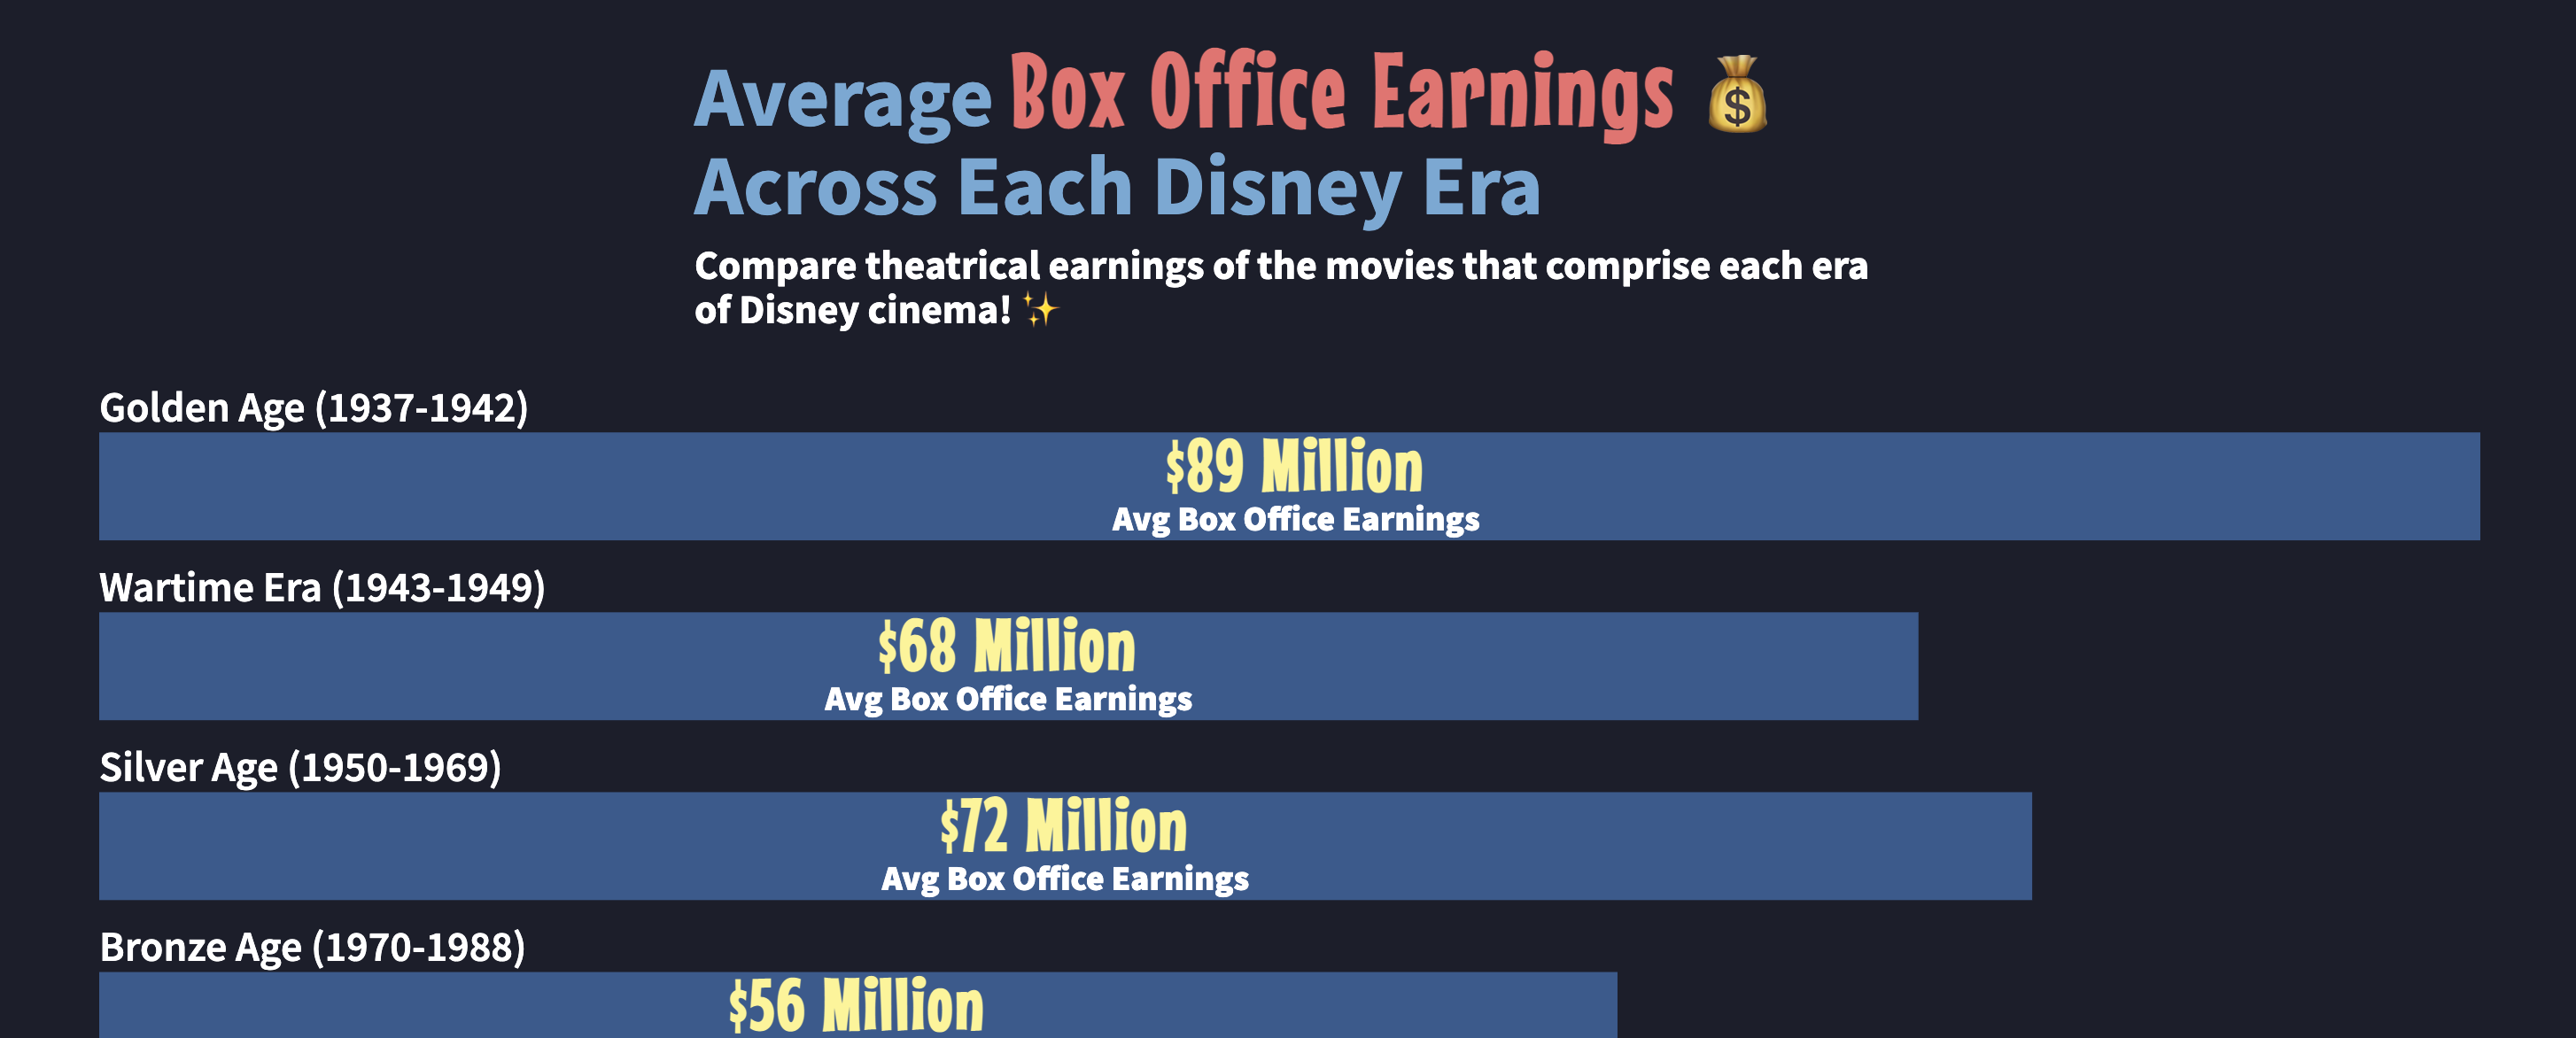 Average Box Office Earnings 💰
Across Each Disney Era
Compare theatrical earnings of the movies that comprise each era
of Disney cinema! ✨
Golden Age (1937-1942)
$89 Million
Avg Box Office Earnings
Wartime Era (1943-1949)
$68 Million
Avg Box Office Earnings
Silver Age (1950-1969)
$72 Million
Avg Box Office Earnings
Bronze Age (1970-1988)
$56 Million